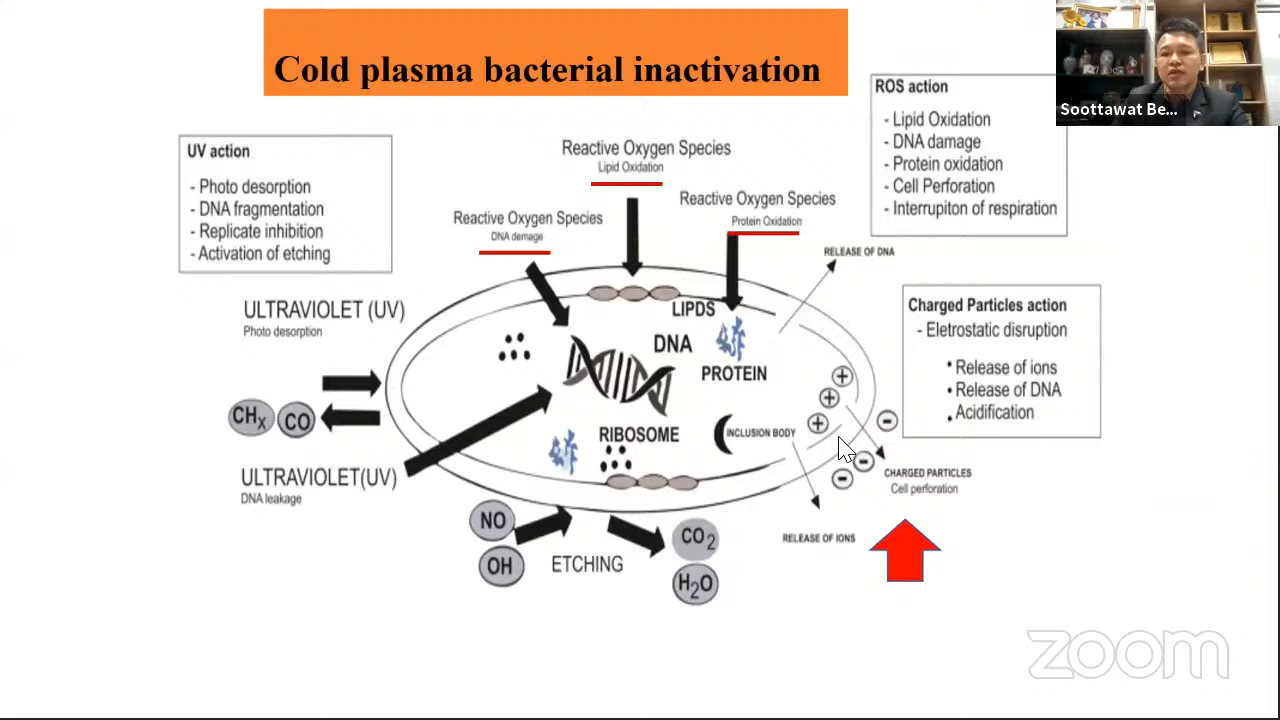 Cold plasma bacterial inactivation
Soottawat Be...
UV action
- Photo desorption
- DNA fragmentation
- Replicate inhibition
- Activation of etching
Reactive Oxygen Species
Lipid Oxidation
Reactive Oxygen Species
Protein Oxidation
Reactive Oxygen Species
DNA demage
ROS action
- Lipid Oxidation
- DNA damage
- Protein oxidation
- Cell Perforation
- Interrupiton of respiration
RELEASE OF DNA
ULTRAVIOLET (UV)
Photo desorption
LIPDS
DNA
PROTEIN
Charged Particles action
- Eletrostatic disruption
• Release of ions
• Release of DNA
• Acidification
CHX
CO
RIBOSOME
INCLUSION BODY
+
+
+
-
-
-
ULTRAVIOLET(UV)
DNA leakage
CHARGED PARTICLES
Cell perforation
NO
OH
ETCHING
CO2
H2O
RELEASE OF IONS
zoom